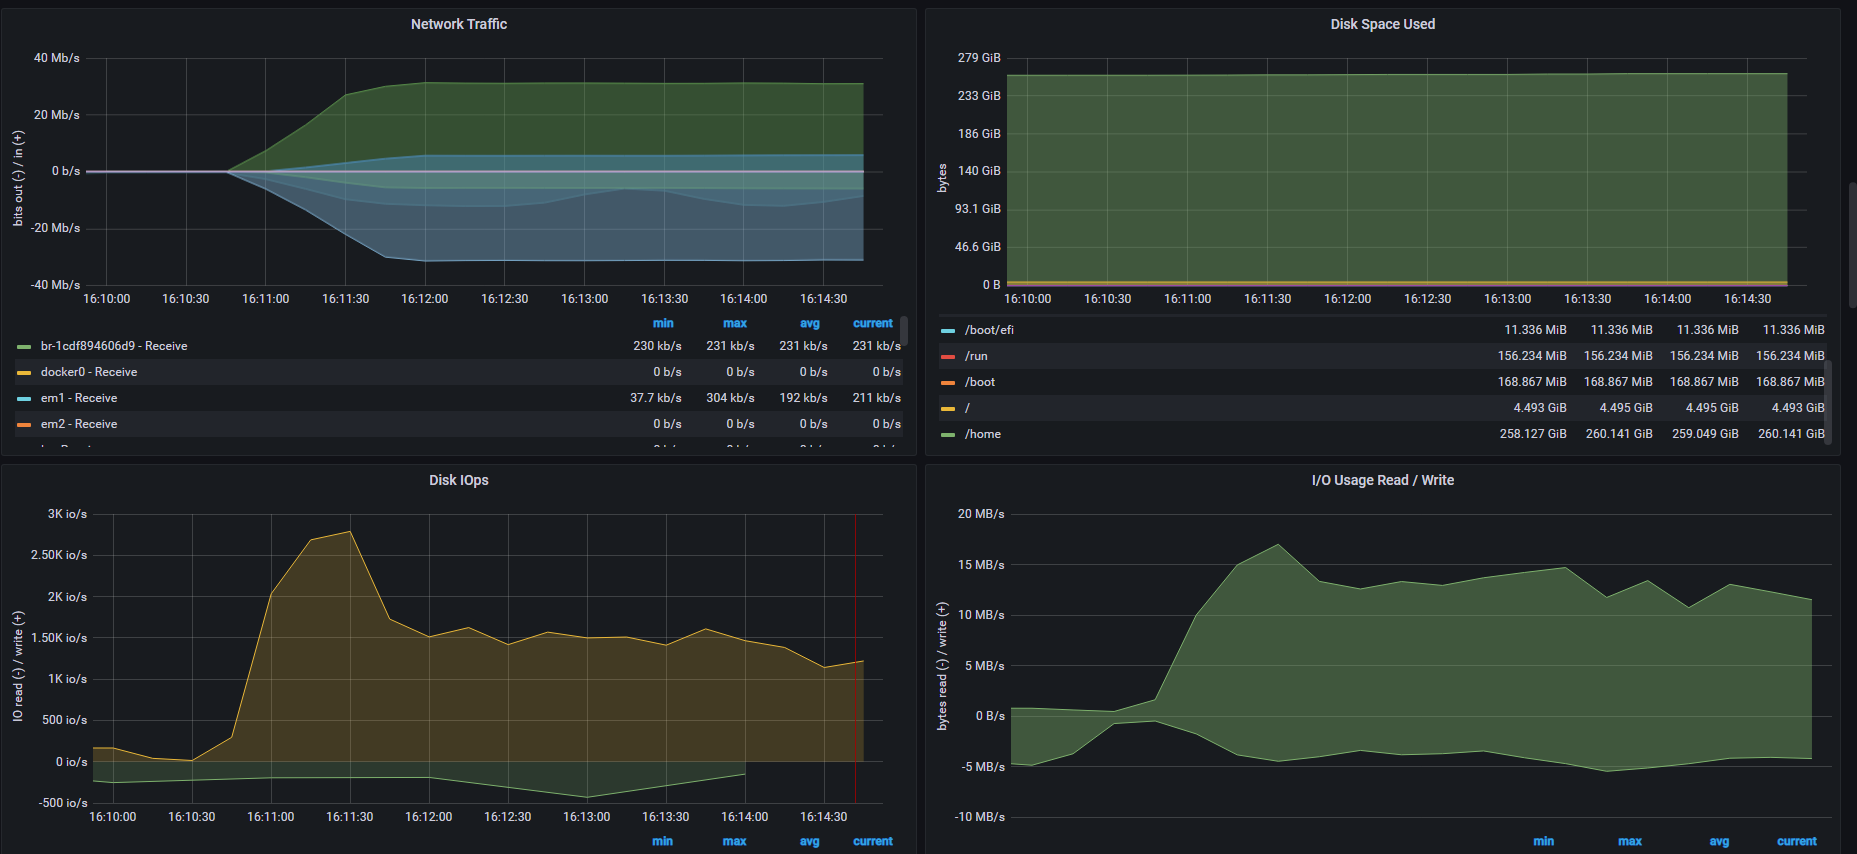 Network Traffic
bits out (-) / in (+)
40 Mb/s
20 Mb/s
0 b/s
-20 Mb/s
-40 Mb/s
16:10:00 16:10:30 16:11:00 16:11:30 16:12:00 16:12:30 16:13:00 16:13:30 16:14:00 16:14:30
min max avg current
br-1cdf894606d9 - Receive 230 kb/s 231 kb/s 231 kb/s 231 kb/s
docker0 - Receive 0 b/s 0 b/s 0 b/s 0 b/s
em1 - Receive 37.7 kb/s 304 kb/s 192 kb/s 211 kb/s
em2 - Receive 0 b/s 0 b/s 0 b/s 0 b/s
Disk Space Used
bytes
279 GiB
233 GiB
186 GiB
140 GiB
93.1 GiB
46.6 GiB
0 B
16:10:00 16:10:30 16:11:00 16:11:30 16:12:00 16:12:30 16:13:00 16:13:30 16:14:00 16:14:30
/boot/efi 11.336 MiB 11.336 MiB 11.336 MiB 11.336 MiB
/run 156.234 MiB 156.234 MiB 156.234 MiB 156.234 MiB
/boot 168.867 MiB 168.867 MiB 168.867 MiB 168.867 MiB
/ 4.493 GiB 4.495 GiB 4.495 GiB 4.493 GiB
/home 258.127 GiB 260.141 GiB 259.049 GiB 260.141 GiB
Disk IOps
IO read (-) / write (+)
3K io/s
2.50K io/s
2K io/s
1.50K io/s
1K io/s
500 io/s
0 io/s
-500 io/s
16:10:00 16:10:30 16:11:00 16:11:30 16:12:00 16:12:30 16:13:00 16:13:30 16:14:00 16:14:30
min max avg current
I/O Usage Read / Write
bytes read (-) / write (+)
20 MB/s
15 MB/s
10 MB/s
5 MB/s
0 B/s
-5 MB/s
-10 MB/s
min max avg current